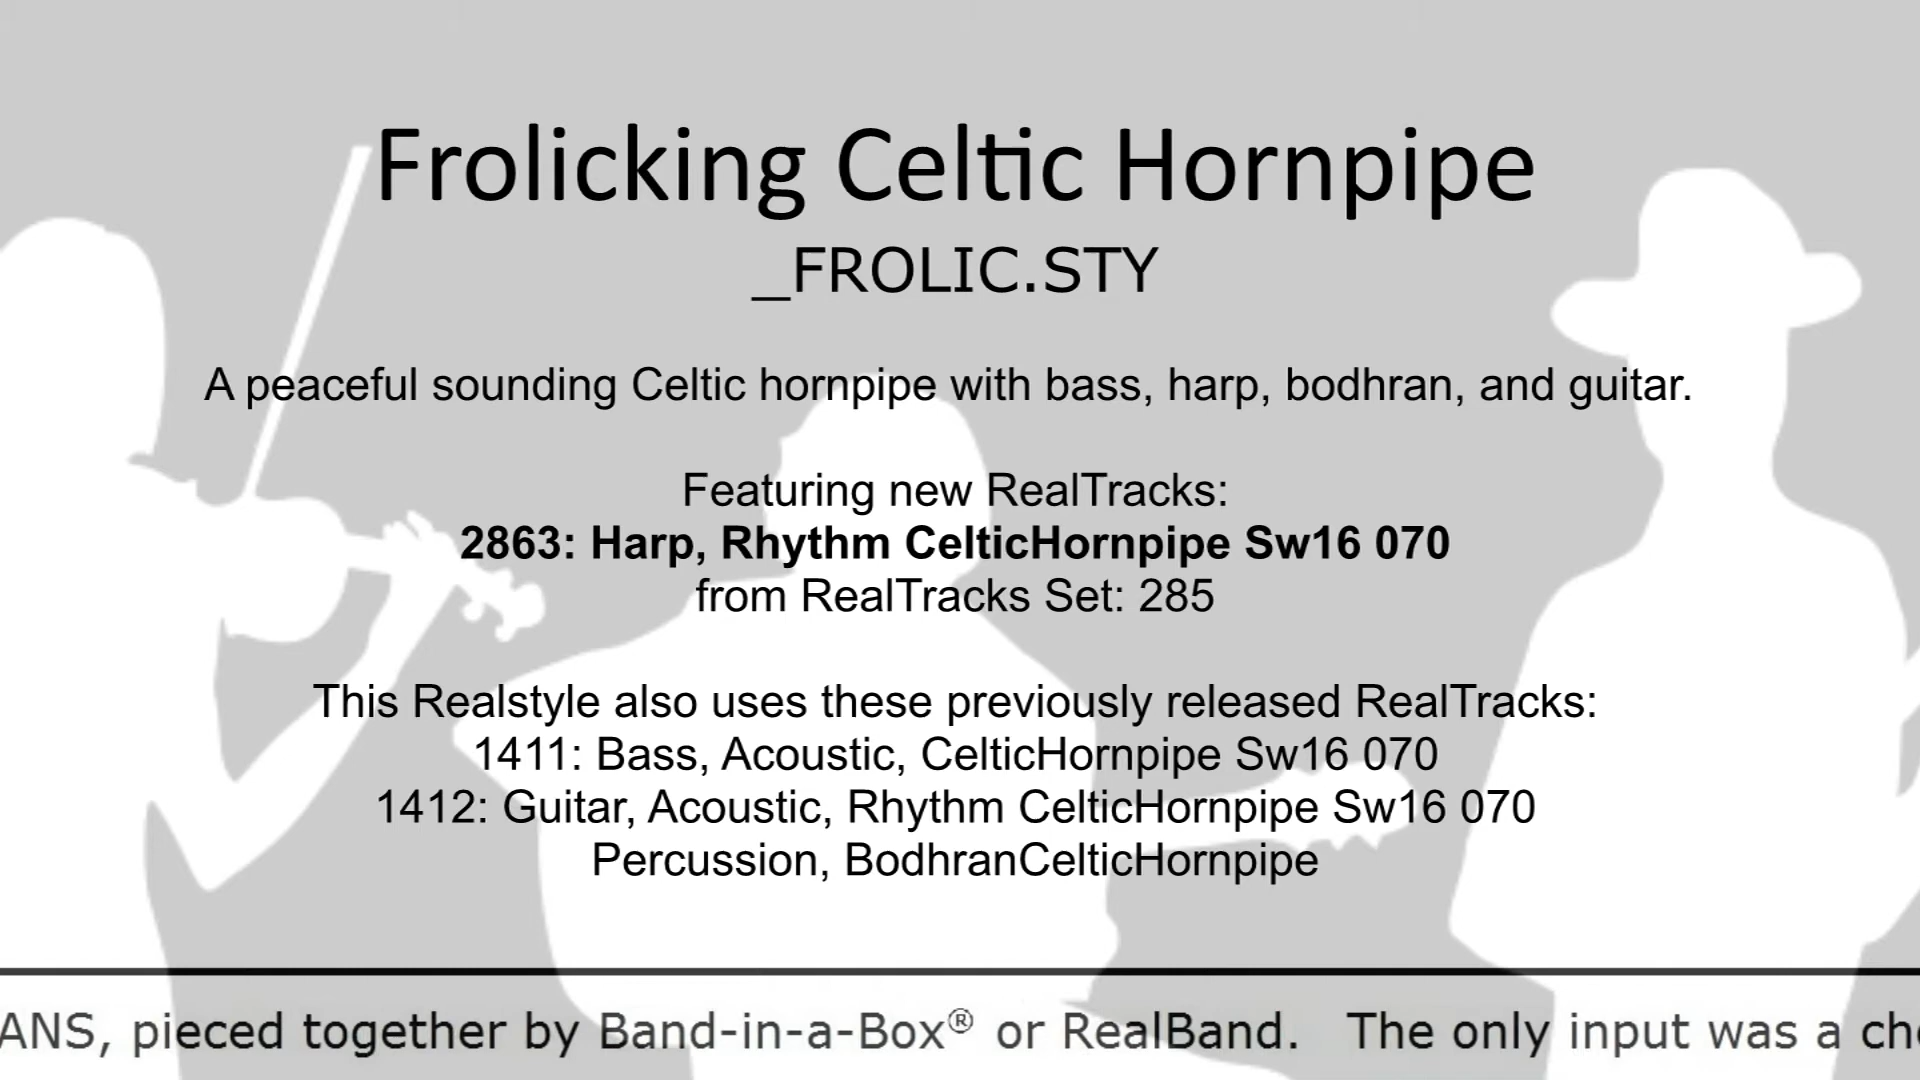 Frolicking Celtic Hornpipe
_FROLIC.STY
A peaceful sounding Celtic hornpipe with bass, harp, bodhran, and guitar.
Featuring new RealTracks:
2863: Harp, Rhythm CelticHornpipe Sw16 070
from RealTracks Set: 285
This Realstyle also uses these previously released RealTracks:
1411: Bass, Acoustic, CelticHornpipe Sw16 070
1412: Guitar, Acoustic, Rhythm CelticHornpipe Sw16 070
Percussion, BodhranCelticHornpipe
ANS, pieced together by Band-in-a-Box® or RealBand. The only input was a